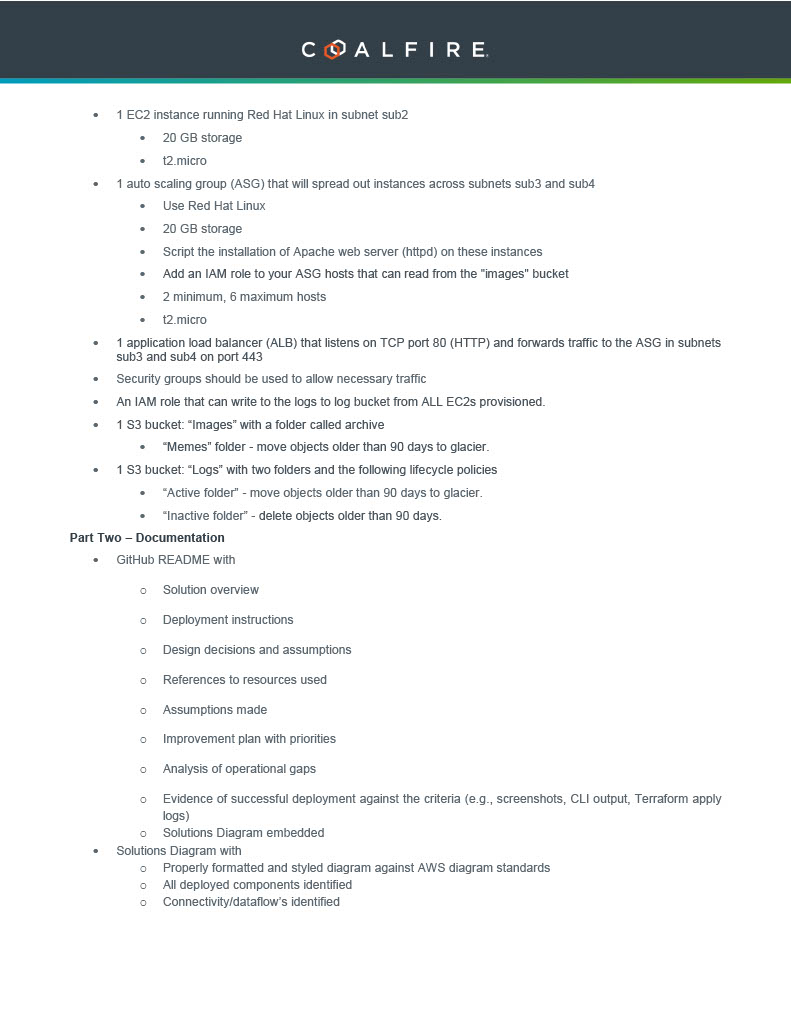 COALFIRE.
• 1 EC2 instance running Red Hat Linux in subnet sub2
• 20 GB storage
• t2.micro
• 1 auto scaling group (ASG) that will spread out instances across subnets sub3 and sub4
• Use Red Hat Linux
• 20 GB storage
• Script the installation of Apache web server (httpd) on these instances
• Add an IAM role to your ASG hosts that can read from the "images" bucket
• 2 minimum, 6 maximum hosts
• t2.micro
• 1 application load balancer (ALB) that listens on TCP port 80 (HTTP) and forwards traffic to the ASG in subnets
sub3 and sub4 on port 443
• Security groups should be used to allow necessary traffic
• An IAM role that can write to the logs to log bucket from ALL EC2s provisioned.
• 1 S3 bucket: “Images” with a folder called archive
• “Memes” folder - move objects older than 90 days to glacier.
• 1 S3 bucket: “Logs” with two folders and the following lifecycle policies
• “Active folder” - move objects older than 90 days to glacier.
• “Inactive folder” - delete objects older than 90 days.
Part Two – Documentation
• GitHub README with
o Solution overview
o Deployment instructions
o Design decisions and assumptions
o References to resources used
o Assumptions made
o Improvement plan with priorities
o Analysis of operational gaps
o Evidence of successful deployment against the criteria (e.g., screenshots, CLI output, Terraform apply
logs)
o Solutions Diagram embedded
• Solutions Diagram with
o Properly formatted and styled diagram against AWS diagram standards
o All deployed components identified
o Connectivity/dataflow’s identified